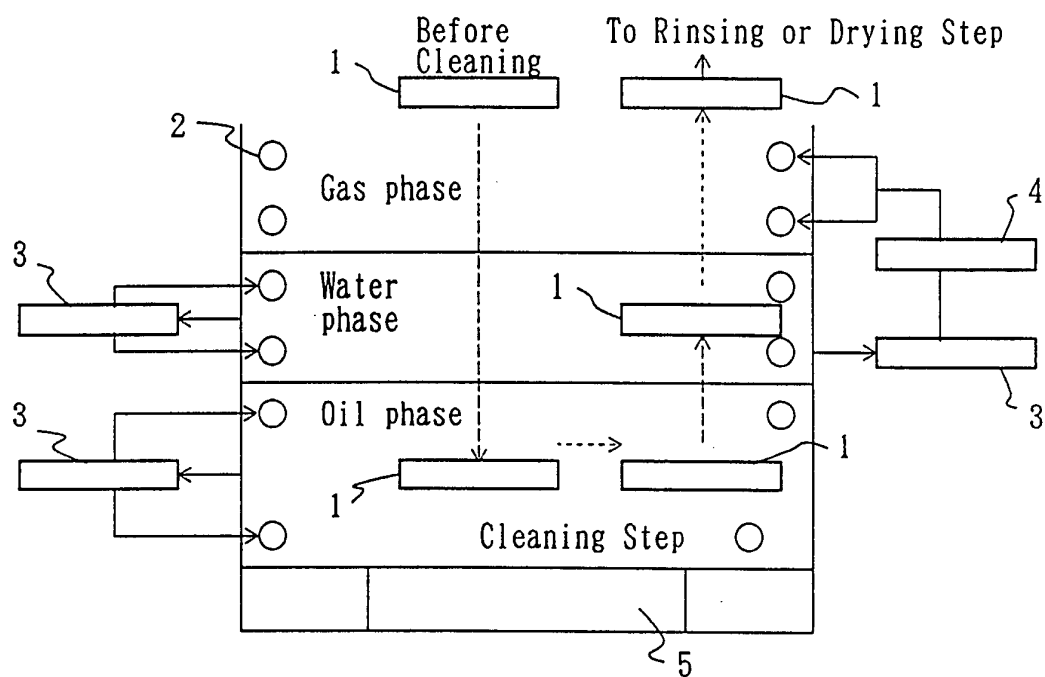 Before
Cleaning
To Rinsing or Drying Step
1
1
2
Gas phase
4
3
Water
phase
1
3
3
Oil phase
1
1
Cleaning Step
5